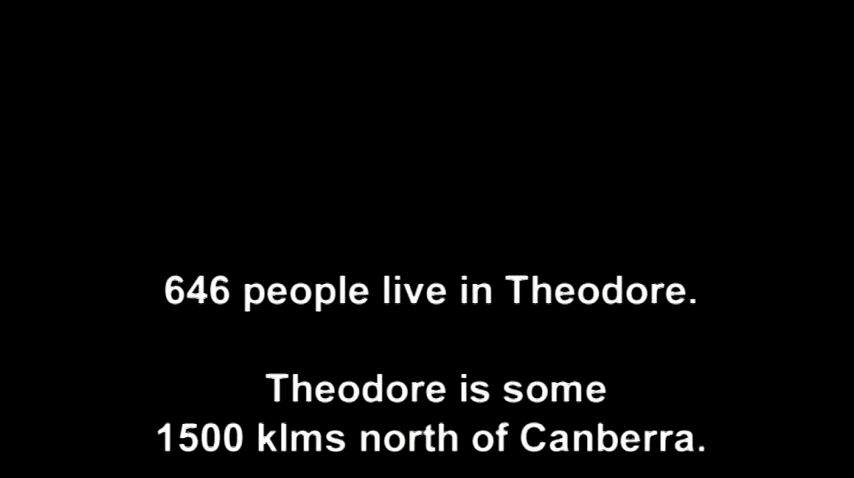 646 people live in Theodore.
Theodore is some
1500 klms north of Canberra.